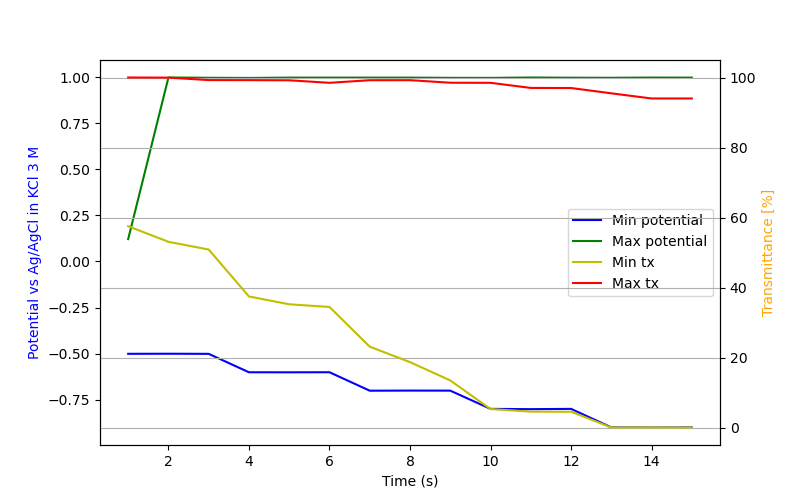 1.00
0.75
0.50
0.25
0.00
−0.25
−0.50
−0.75
Potential vs Ag/AgCl in KCl 3 M
100
80
60
40
20
0
Transmittance [%]
Min potential
Max potential
Min tx
Max tx
2 4 6 8 10 12 14
Time (s)